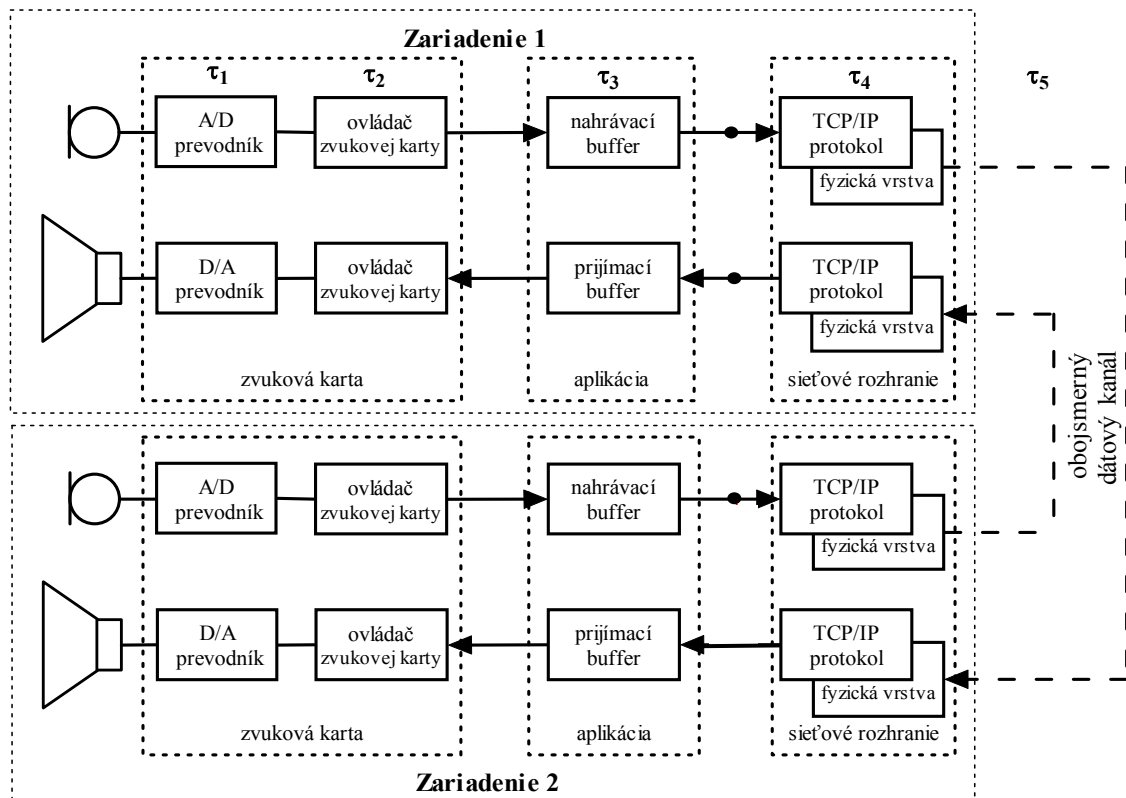 Zariadenie 1
τ1
τ2
τ3
τ4
τ5
A/D
prevodník
ovládač
zvukovej karty
nahrávací
buffer
TCP/IP
protokol
fyzická vrstva
D/A
prevodník
ovládač
zvukovej karty
prijímací
buffer
TCP/IP
protokol
fyzická vrstva
zvuková karta
aplikácia
sieťové rozhranie
obojsmerný
dátový kanál
A/D
prevodník
ovládač
zvukovej karty
nahrávací
buffer
TCP/IP
protokol
fyzická vrstva
D/A
prevodník
ovládač
zvukovej karty
prijímací
buffer
TCP/IP
protokol
fyzická vrstva
zvuková karta
aplikácia
sieťové rozhranie
Zariadenie 2